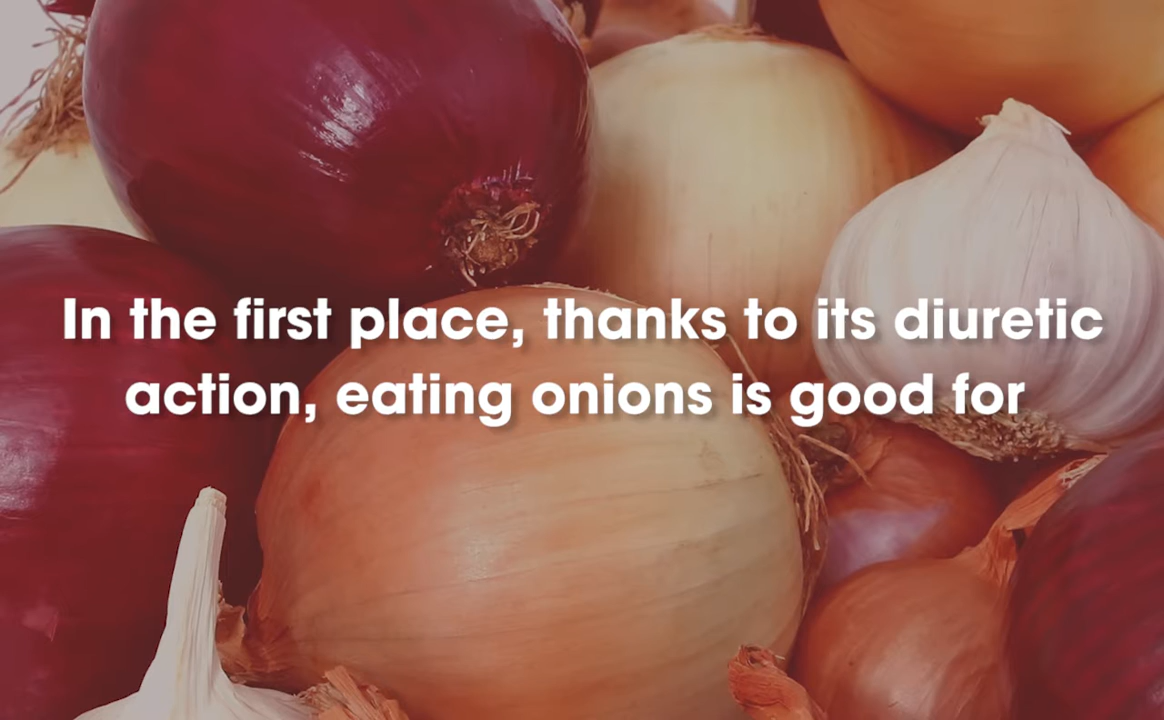 In the first place, thanks to its diuretic
action, eating onions is good for